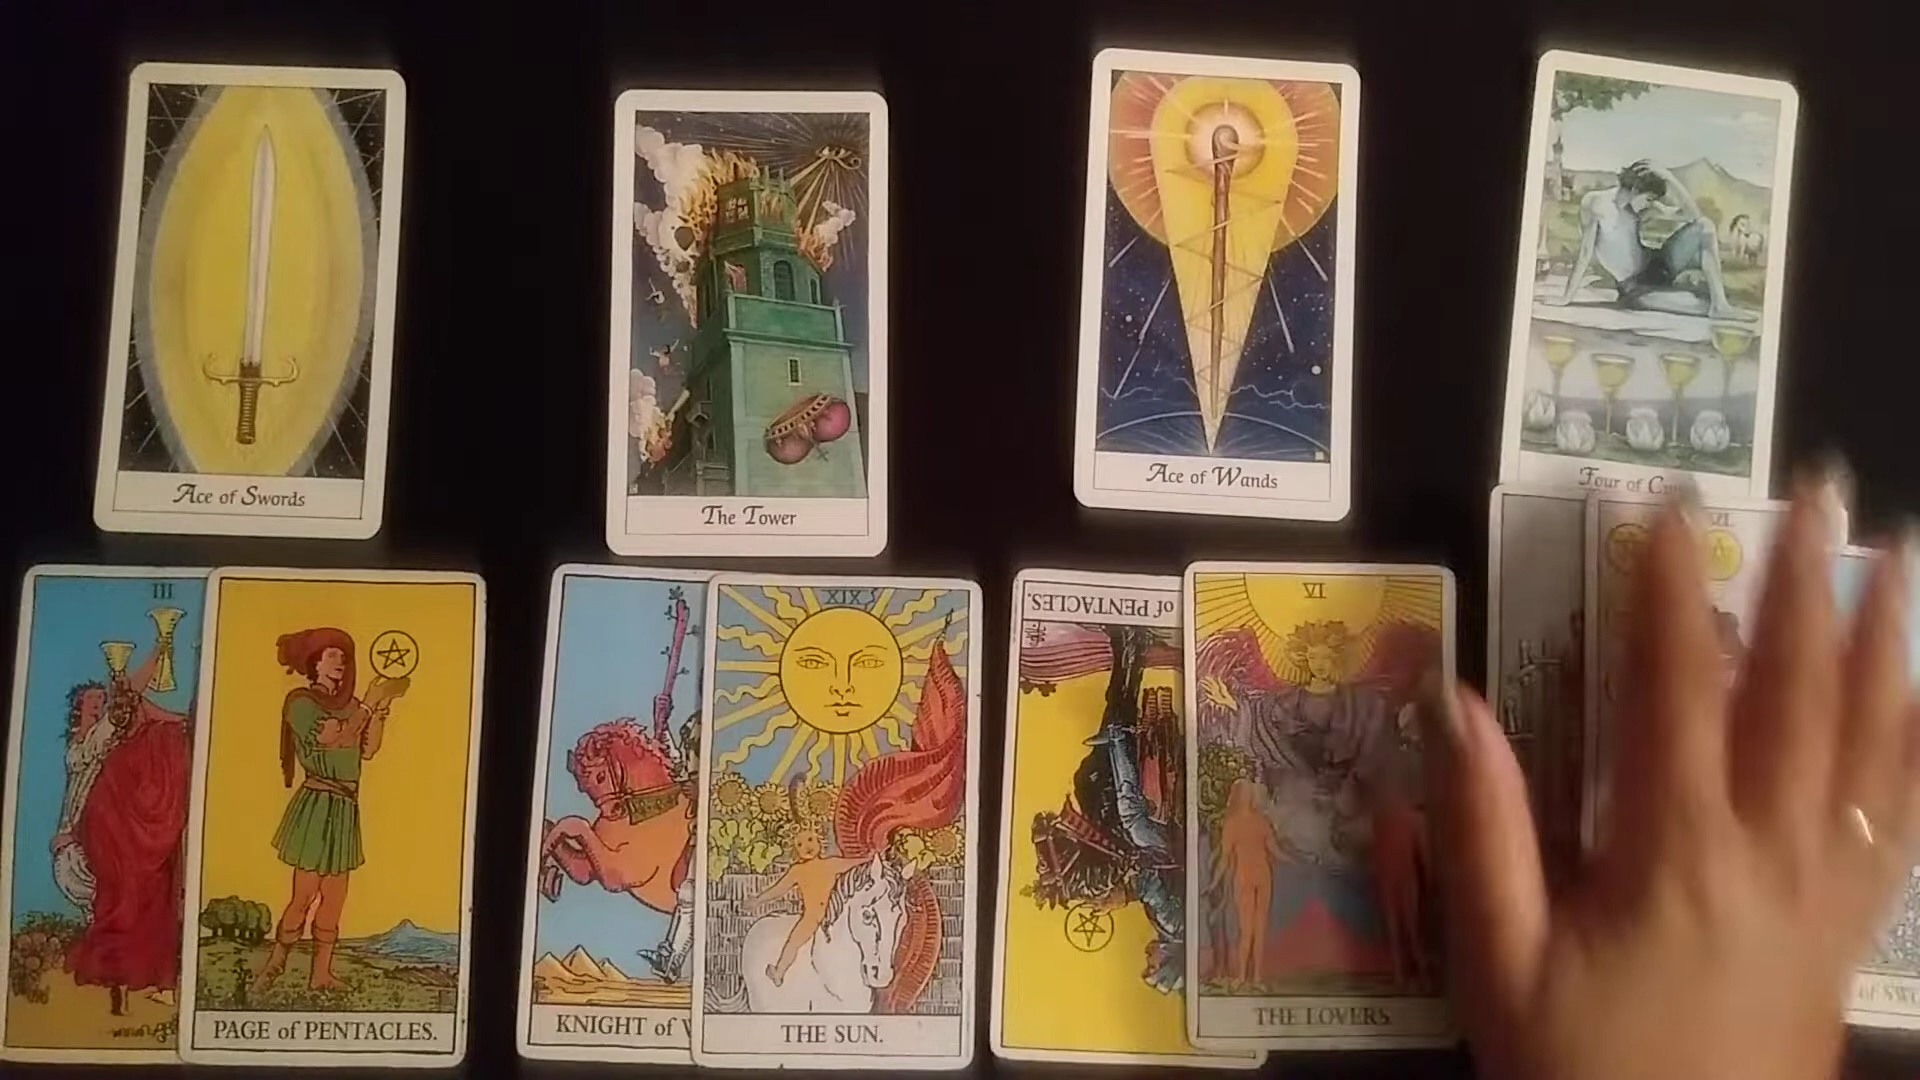 Ace of Swords
The Tower
Ace of Wands
Four of
III
PAGE of PENTACLES.
KNIGHT of
XIX
THE SUN.
of PENTACLES.
VI
THE LOVERS.
of